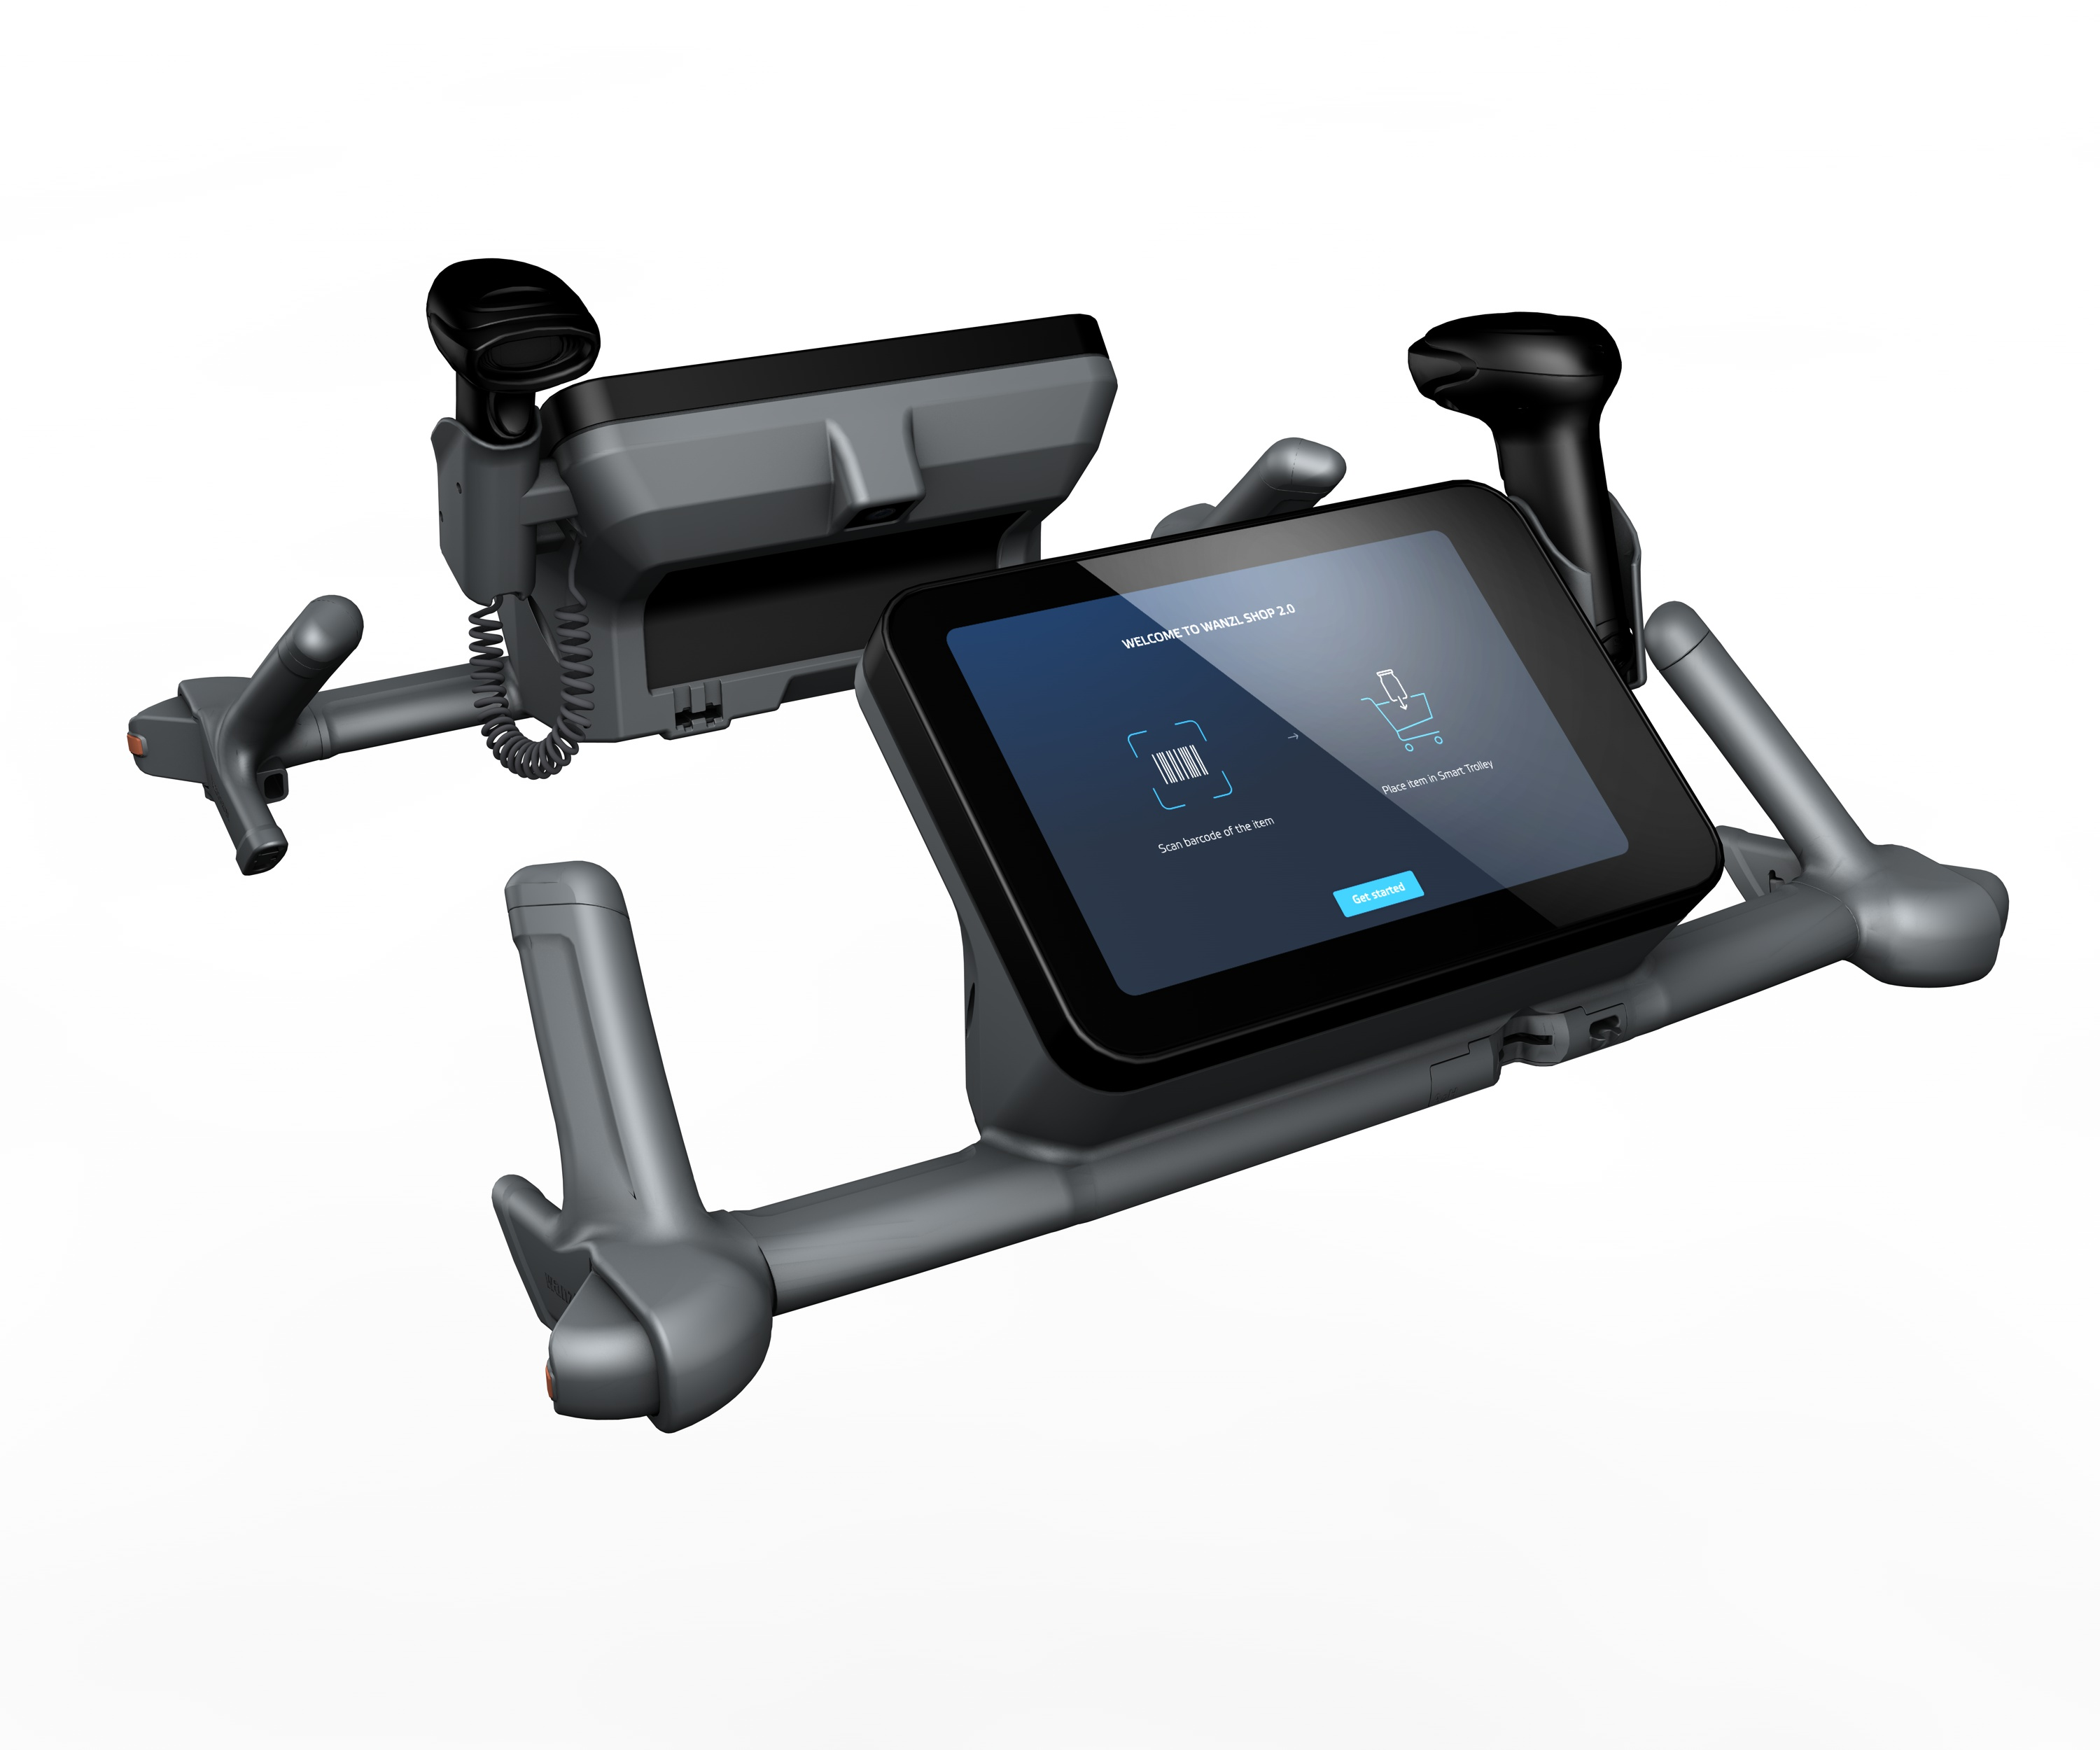 WELCOME TO WANZL SHOP 2.0
Scan barcode of the item
Place item in Smart Trolley
Get started